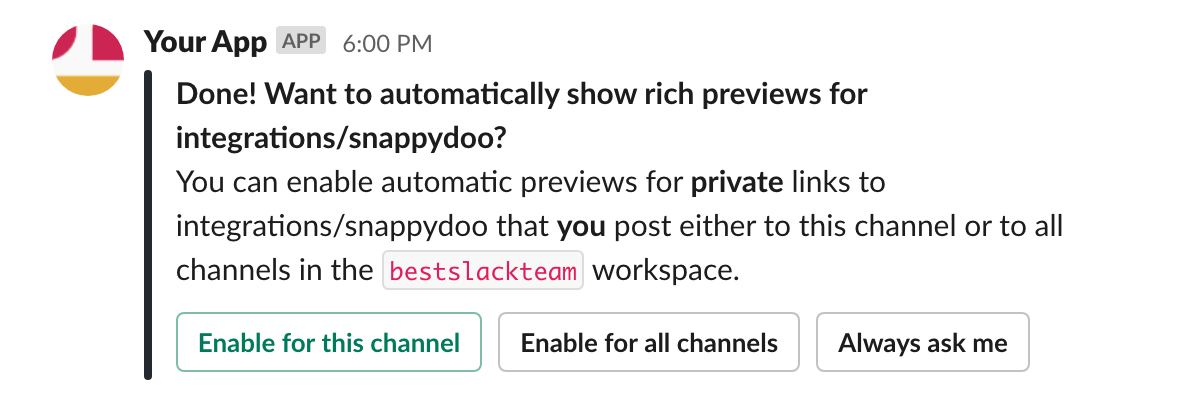 Your App APP 6:00 PM
Done! Want to automatically show rich previews for
integrations/snappydoo?
You can enable automatic previews for private links to
integrations/snappydoo that you post either to this channel or to all
channels in the bestslackteam workspace.
Enable for this channel Enable for all channels Always ask me